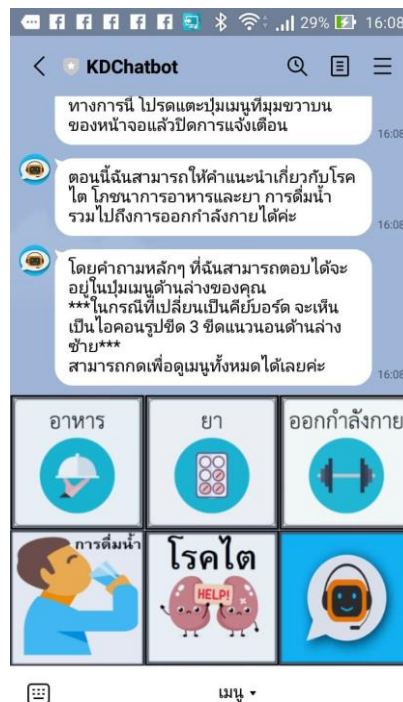 29% 16:08
KDChatbot
ทางการนี้ โปรดแตะปุ่มเมนูที่มุมขวาบน
ของหน้าจอแล้วปิดการแจ้งเตือน
16:08
ตอนนี้ฉันสามารถให้คำแนะนำเกี่ยวกับโรค
ไต โภชนาการอาหารและยา การดื่มน้ำ
รวมไปถึงการออกกำลังกายได้ค่ะ
16:08
โดยคำถามหลักๆ ที่ฉันสามารถตอบได้จะ
อยู่ในปุ่มเมนูด้านล่างของคุณ
***ในกรณีที่เปลี่ยนเป็นคีย์บอร์ด จะเห็น
เป็นไอคอนรูปขีด 3 ขีดแนวนอนด้านล่าง
ซ้าย***
สามารถกดเพื่อดูเมนูทั้งหมดได้เลยค่ะ
16:08
อาหาร
ยา
ออกกำลังกาย
การดื่มน้ำ
โรคไต
HELP!
เมนู